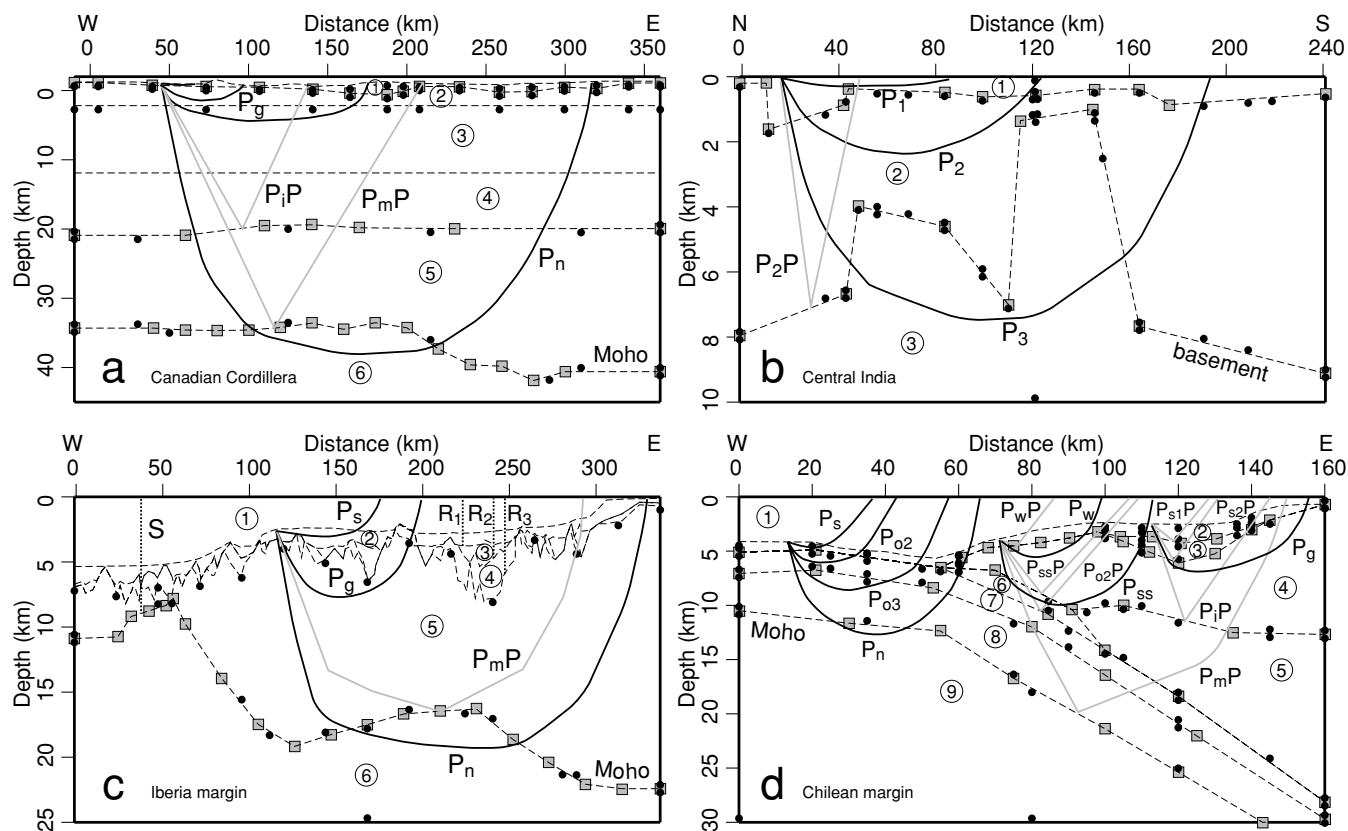 W Distance (km) E
0 50 100 150 200 250 300 350
Depth (km)
0
10
20
30
40
1
2
3
4
5
6
Pg
PiP
PmP
Pn
Moho
a Canadian Cordillera
N Distance (km) S
0 40 80 120 160 200 240
Depth (km)
0
2
4
6
8
10
1
2
3
P1
P2
P2P
P3
basement
b Central India
W Distance (km) E
0 50 100 150 200 250 300
Depth (km)
0
5
10
15
20
25
S
1
2
3
4
5
6
Ps
R1 R2 R3
Pg
PmP
Pn
Moho
c Iberia margin
W Distance (km) E
0 20 40 60 80 100 120 140 160
Depth (km)
0
5
10
15
20
25
30
1
2
3
4
5
6
7
8
9
Ps
Po2
Po3
Pn
PwP
Pw
Ps1P
Ps2P
Pg
PssP
Po2P
Pss
PiP
PmP
Moho
d Chilean margin